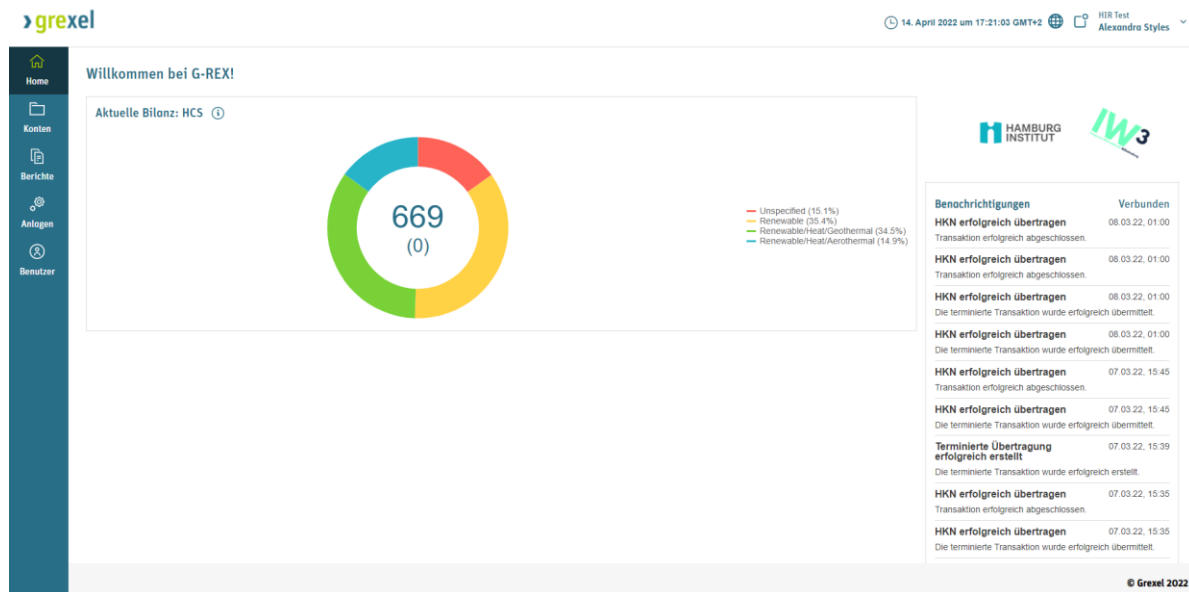 grexel
14. April 2022 um 17:21:03 GMT+2
HIR Test
Alexandra Styles
Home
Konten
Berichte
Anlagen
Benutzer
Willkommen bei G-REX!
Aktuelle Bilanz: HCS
669
(0)
Unspecified (15.1%)
Renewable (35.4%)
Renewable/Heat/Geothermal (34.5%)
Renewable/Heat/Aerothermal (14.9%)
HAMBURG
INSTITUT
IW3
Benachrichtigungen Verbunden
HKN erfolgreich übertragen 08.03.22, 01:00
Transaktion erfolgreich abgeschlossen.
HKN erfolgreich übertragen 08.03.22, 01:00
Transaktion erfolgreich abgeschlossen.
HKN erfolgreich übertragen 08.03.22, 01:00
Die terminierte Transaktion wurde erfolgreich übermittelt.
HKN erfolgreich übertragen 08.03.22, 01:00
Die terminierte Transaktion wurde erfolgreich übermittelt.
HKN erfolgreich übertragen 07.03.22, 15:45
Transaktion erfolgreich abgeschlossen.
HKN erfolgreich übertragen 07.03.22, 15:45
Die terminierte Transaktion wurde erfolgreich übermittelt.
Terminierte Übertragung 07.03.22, 15:39
erfolgreich erstellt
Die terminierte Transaktion wurde erfolgreich erstellt.
HKN erfolgreich übertragen 07.03.22, 15:35
Transaktion erfolgreich abgeschlossen.
HKN erfolgreich übertragen 07.03.22, 15:35
Die terminierte Transaktion wurde erfolgreich übermittelt.
© Grexel 2022